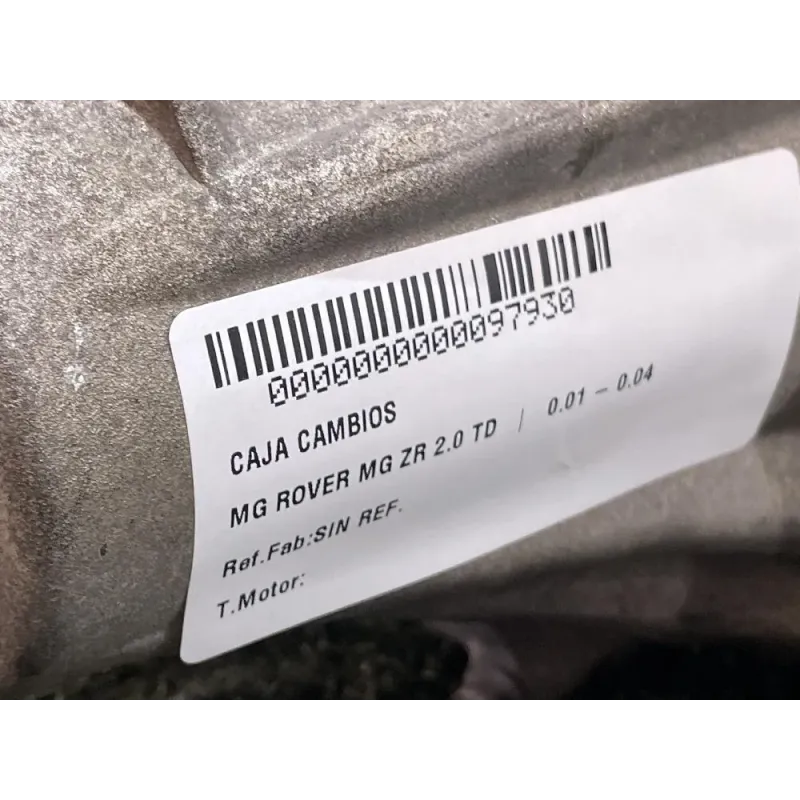 0000000000097930
CAJA CAMBIOS
MG ROVER MG ZR 2.0 TD | 0.01 - 0.04
Ref.Fab:SIN REF.
T.Motor: